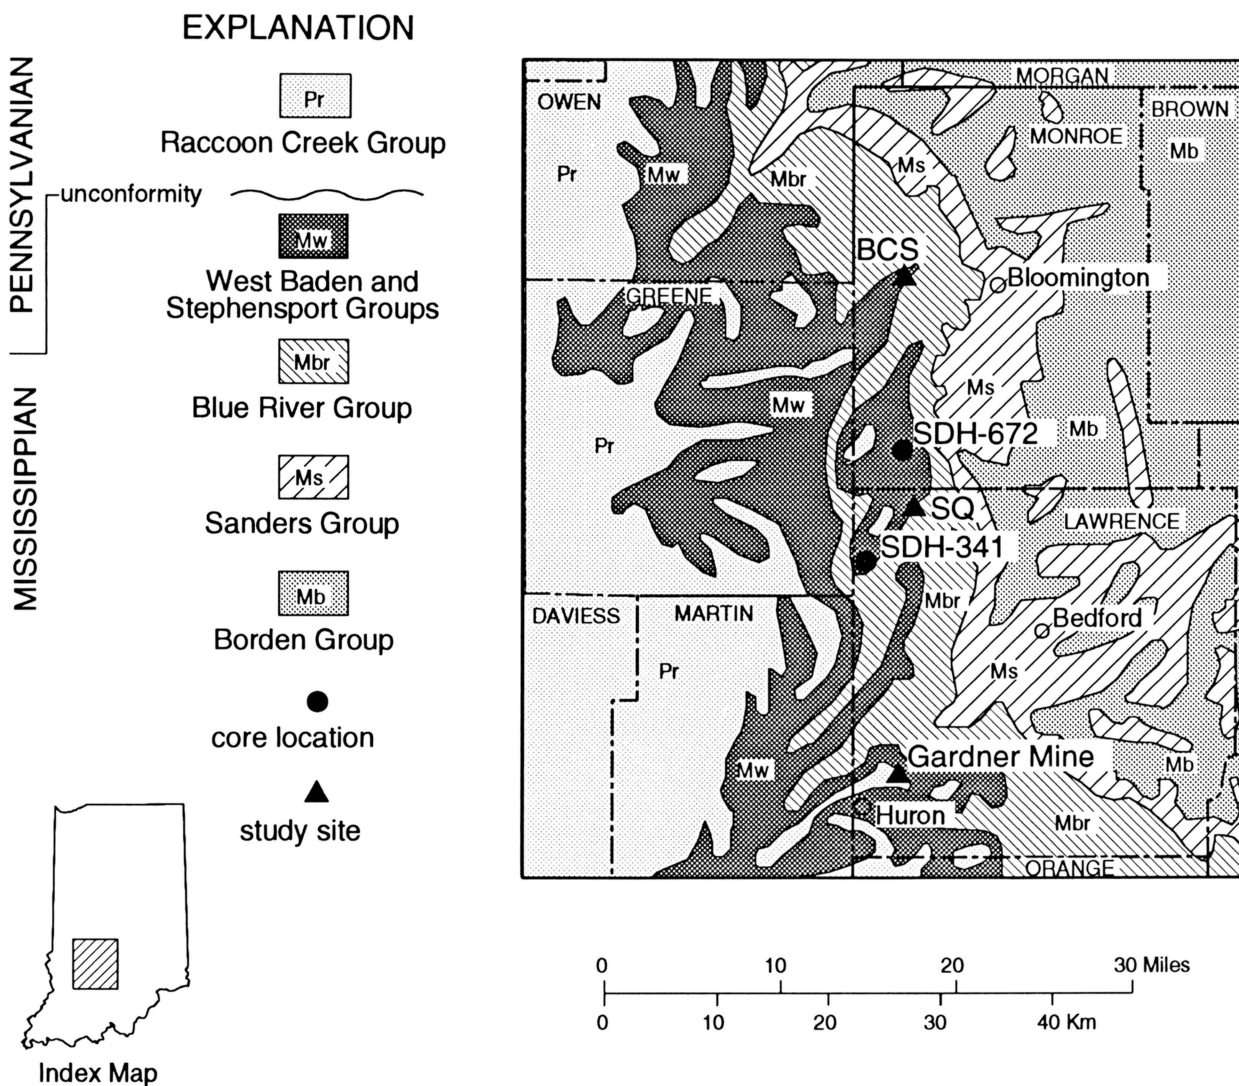 EXPLANATION
PENNSYLVANIAN
MISSISSIPPIAN
Pr
Raccoon Creek Group
unconformity
Mw
West Baden and
Stephensport Groups
Mbr
Blue River Group
Ms
Sanders Group
Mb
Borden Group
core location
study site
Index Map
MORGAN
OWEN
BROWN
MONROE
Mb
Ms
Pr
Mw
Mbr
BCS
Bloomington
GREENE
Ms
Mw
Mb
SDH-672
Pr
SQ
LAWRENCE
SDH-341
Mbr
DAVIESS
MARTIN
Bedford
Pr
Ms
Gardner Mine
Mw
Mb
Huron
Mbr
ORANGE
0 10 20 30 Miles
0 10 20 30 40 Km